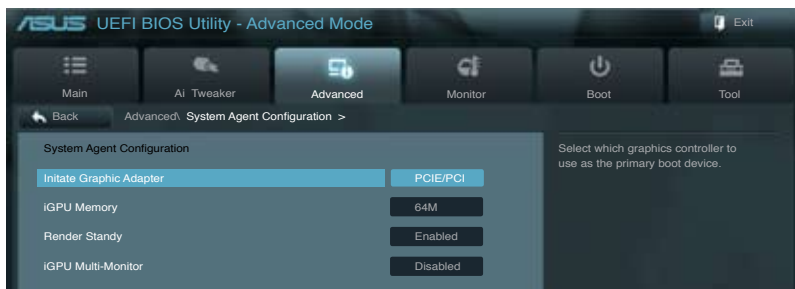 ASUS UEFI BIOS Utility - Advanced Mode
Exit
Main
Ai Tweaker
Advanced
Monitor
Boot
Tool
Back
Advanced\ System Agent Configuration >
System Agent Configuration
Initate Graphic Adapter PCIE/PCI
iGPU Memory 64M
Render Standy Enabled
iGPU Multi-Monitor Disabled
Select which graphics controller to
use as the primary boot device.